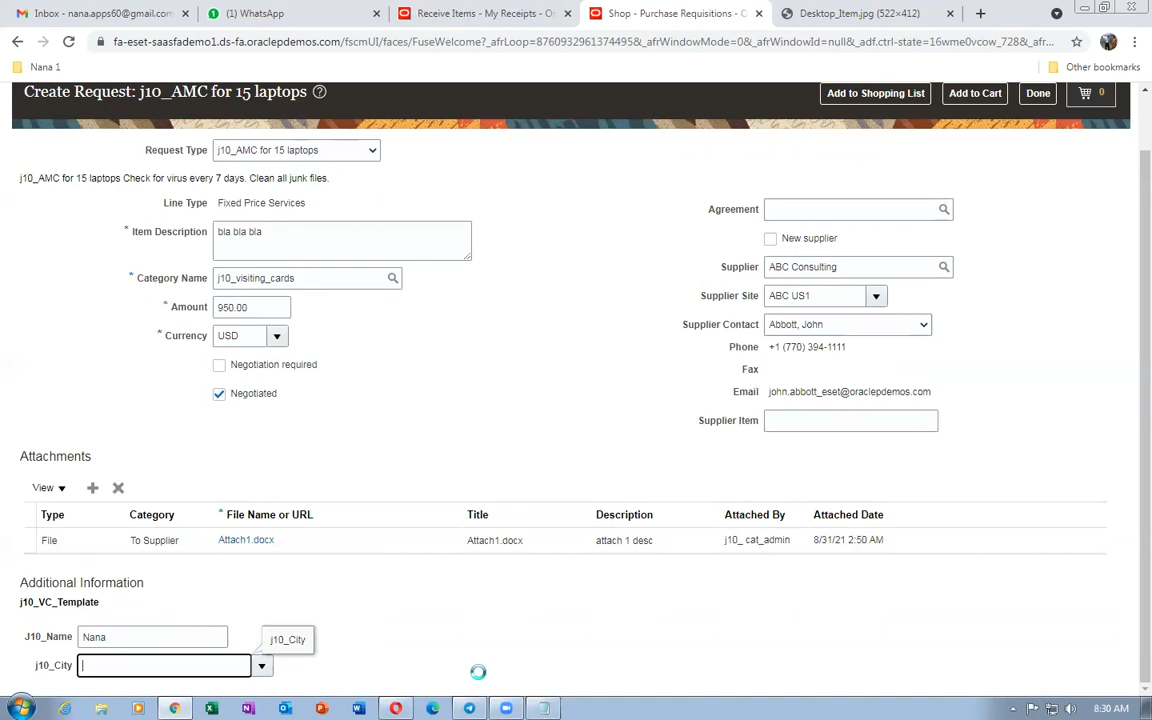 Inbox - nana.apps60@gmail.com
(1) WhatsApp
Receive Items - My Receipts - Or
Shop - Purchase Requisitions - O
Desktop_Item.jpg (522×412)
fa-eset-saasfademo1.ds-fa.oraclepdemos.com/fscmUI/faces/FuseWelcome?_afrLoop=87609329613744958&_afrWindowMode=0&_afrWindowId=null&_adf.ctrl-state=16wme0vcow_728&_afr...
Nana 1
Other bookmarks
Create Request: j10_AMC for 15 laptops
Add to Shopping List
Add to Cart
Done
0
Request Type j10_AMC for 15 laptops
j10_AMC for 15 laptops Check for virus every 7 days. Clean all junk files.
Line Type Fixed Price Services
* Item Description bla bla bla
* Category Name j10_visiting_cards
* Amount 950.00
* Currency USD
Negotiation required
Negotiated
Agreement
New supplier
Supplier ABC Consulting
Supplier Site ABC US1
Supplier Contact Abbott, John
Phone +1 (770) 394-1111
Fax
Email john.abbott_eset@oraclepdemos.com
Supplier Item
Attachments
View
Type Category * File Name or URL Title Description Attached By Attached Date
File To Supplier Attach1.docx Attach1.docx attach 1 desc j10_ cat_admin 8/31/21 2:50 AM
Additional Information
j10_VC_Template
J10_Name Nana
j10_City
j10_City
8:30 AM